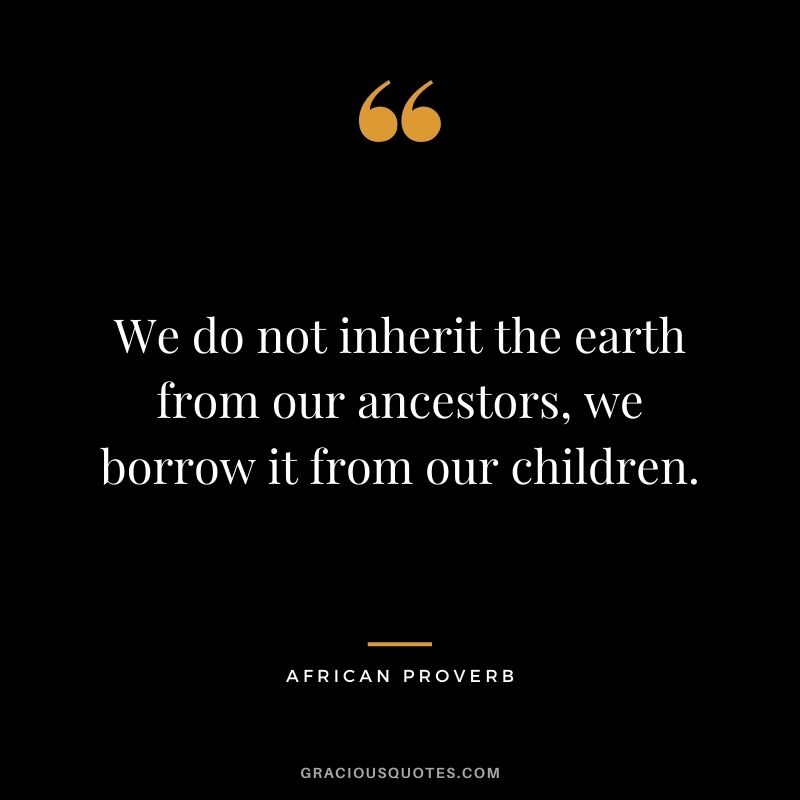 “
We do not inherit the earth
from our ancestors, we
borrow it from our children.
AFRICAN PROVERB
GRACIOUSQUOTES.COM